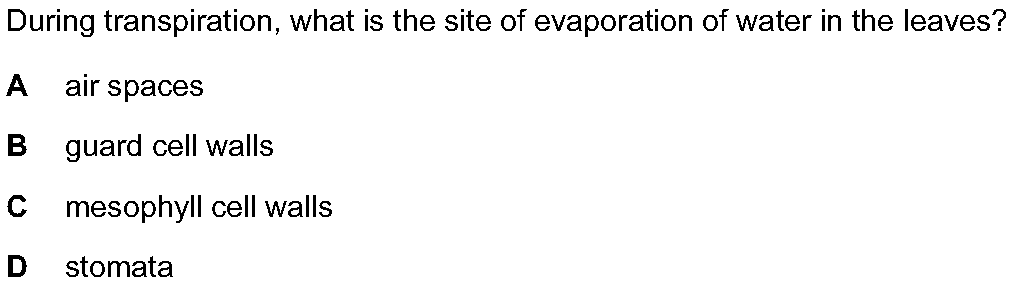 During transpiration, what is the site of evaporation of water in the leaves?
A air spaces
B guard cell walls
C mesophyll cell walls
D stomata